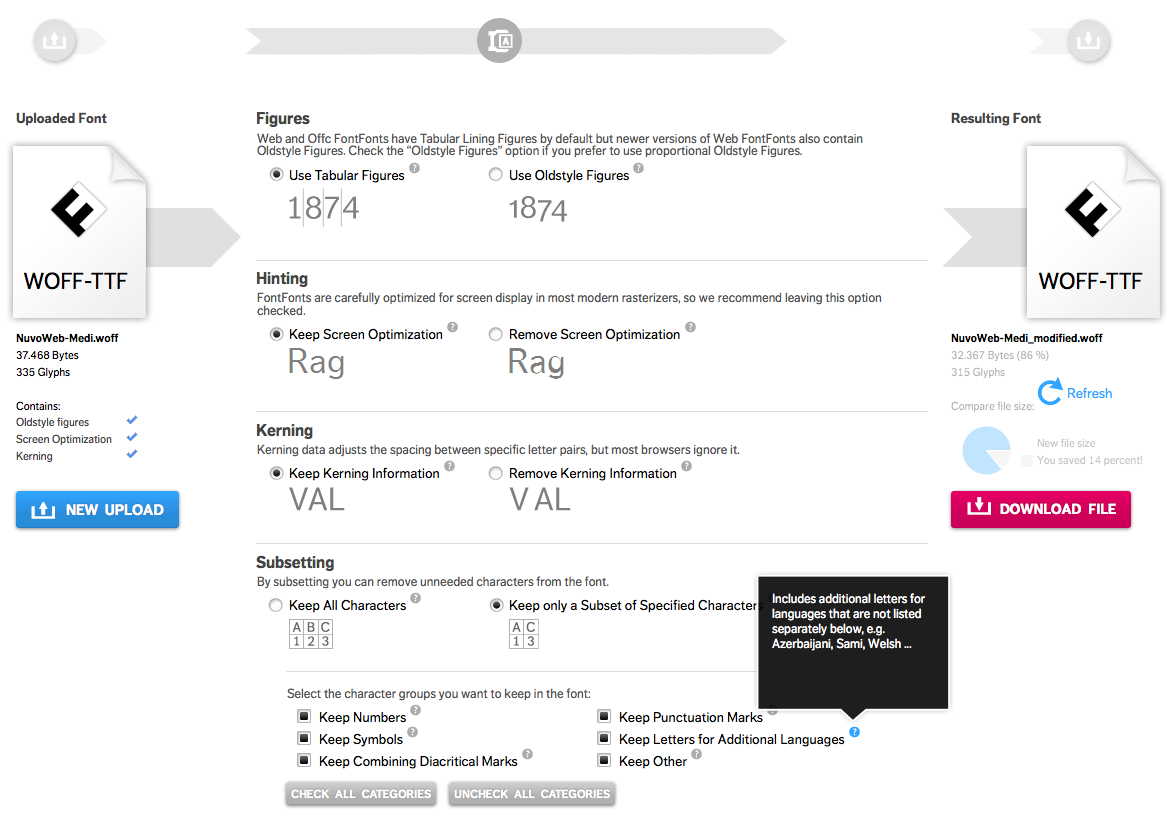 Uploaded Font
WOFF-TTF
NuvoWeb-Medi.woff
37.468 Bytes
335 Glyphs
Contains:
Oldstyle figures
Screen Optimization
Kerning
NEW UPLOAD
Figures
Web and Offc FontFonts have Tabular Lining Figures by default but newer versions of Web FontFonts also contain
Oldstyle Figures. Check the “Oldstyle Figures” option if you prefer to use proportional Oldstyle Figures.
Use Tabular Figures ?
Use Oldstyle Figures ?
1874
1874
Hinting
FontFonts are carefully optimized for screen display in most modern rasterizers, so we recommend leaving this option
checked.
Keep Screen Optimization ?
Remove Screen Optimization ?
Rag
Rag
Kerning
Kerning data adjusts the spacing between specific letter pairs, but most browsers ignore it.
Keep Kerning Information ?
Remove Kerning Information ?
VAL
VAL
Subsetting
By subsetting you can remove unneeded characters from the font.
Keep All Characters ?
Keep only a Subset of Specified Characters
A B C
1 2 3
A C
1 3
Includes additional letters for
languages that are not listed
separately below, e.g.
Azerbaijani, Sami, Welsh ...
Select the character groups you want to keep in the font:
Keep Numbers ?
Keep Punctuation Marks ?
Keep Symbols ?
Keep Letters for Additional Languages ?
Keep Combining Diacritical Marks ?
Keep Other ?
CHECK ALL CATEGORIES
UNCHECK ALL CATEGORIES
Resulting Font
WOFF-TTF
NuvoWeb-Medi_modified.woff
32.367 Bytes (86 %)
315 Glyphs
Refresh
Compare file size:
New file size
You saved 14 percent!
DOWNLOAD FILE